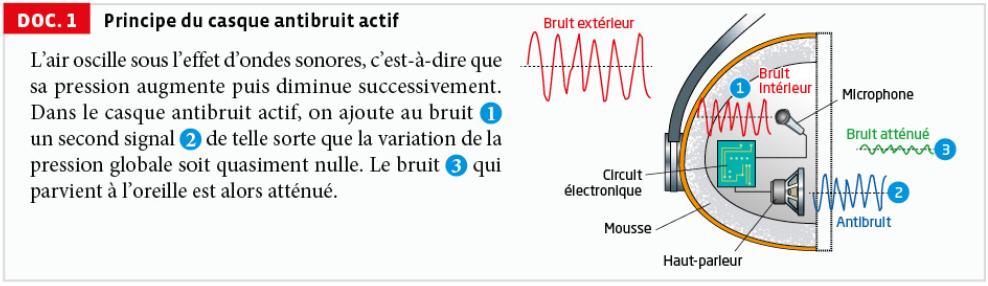 DOC. 1 Principe du casque antibruit actif
L'air oscille sous l'effet d'ondes sonores, c'est-à-dire que
sa pression augmente puis diminue successivement.
Dans le casque antibruit actif, on ajoute au bruit 1
un second signal 2 de telle sorte que la variation de la
pression globale soit quasiment nulle. Le bruit 3 qui
parvient à l'oreille est alors atténué.
Bruit extérieur
1
Bruit
Intérieur
Microphone
Bruit atténué
3
Circuit
électronique
2
Antibruit
Mousse
Haut-parleur